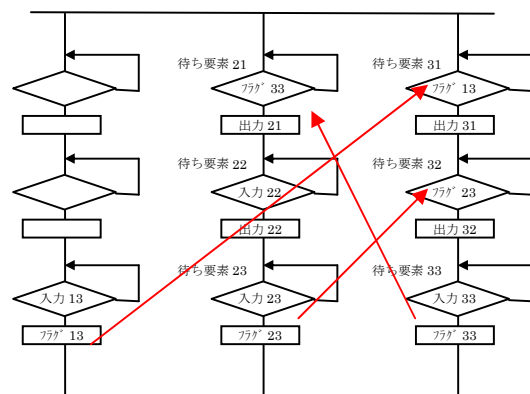 待ち要素 21
待ち要素 31
ﾌﾗｸﾞ 33
ﾌﾗｸﾞ 13
出力 21
出力 31
待ち要素 22
待ち要素 32
入力 22
ﾌﾗｸﾞ 23
出力 22
出力 32
待ち要素 23
待ち要素 33
入力 13
入力 23
入力 33
ﾌﾗｸﾞ 13
ﾌﾗｸﾞ 23
ﾌﾗｸﾞ 33